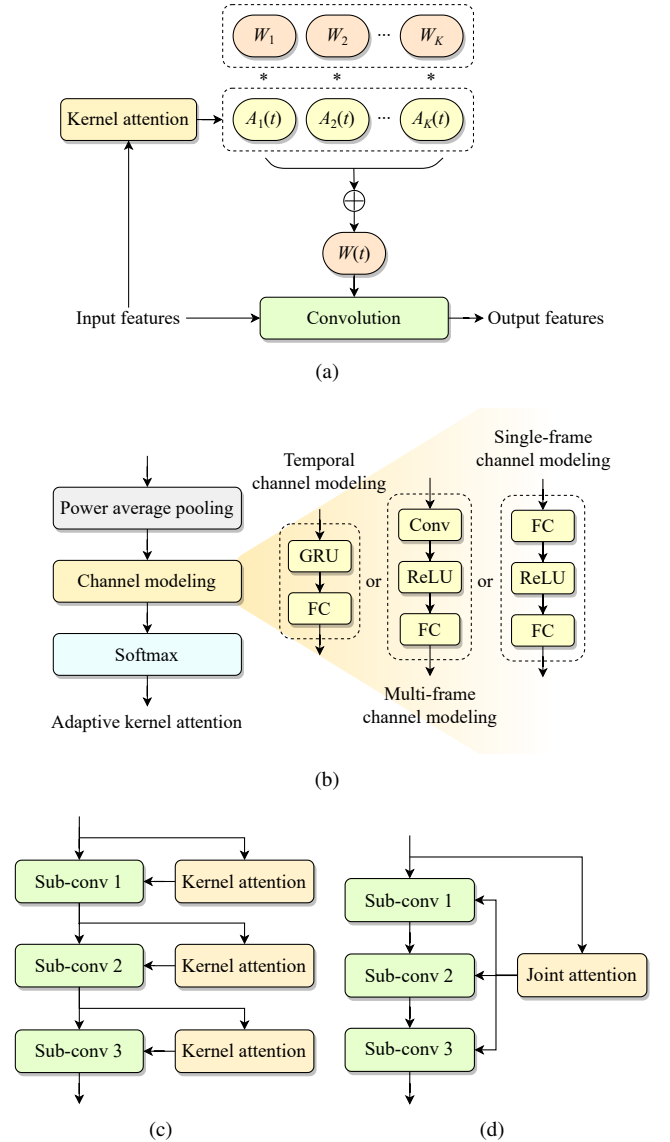 W1 W2 ... WK
* * *
Kernel attention
A1(t) A2(t) ... AK(t)
W(t)
Input features
Convolution
Output features
(a)
Power average pooling
Channel modeling
Softmax
Adaptive kernel attention
Temporal
channel modeling
GRU
FC
or
Conv
ReLU
FC
Multi-frame
channel modeling
or
Single-frame
channel modeling
FC
ReLU
FC
(b)
Sub-conv 1
Kernel attention
Sub-conv 2
Kernel attention
Sub-conv 3
Kernel attention
(c)
Sub-conv 1
Sub-conv 2
Joint attention
Sub-conv 3
(d)